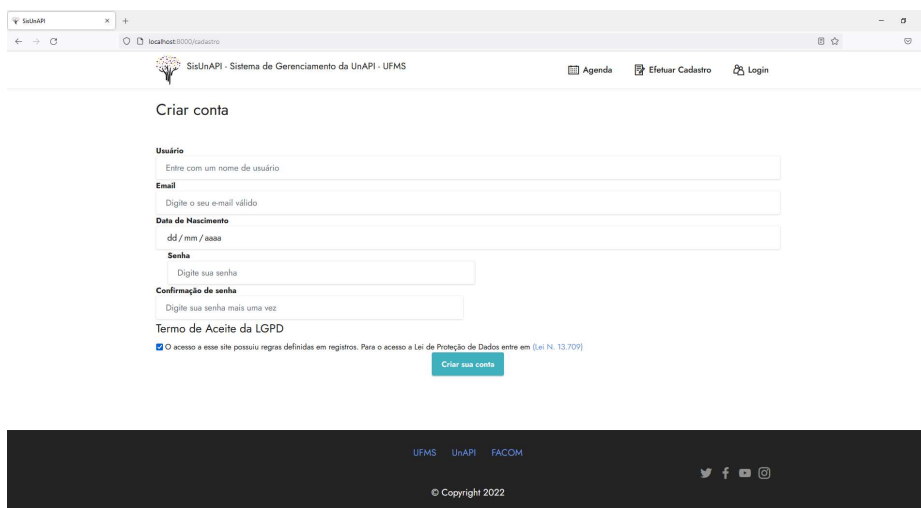 SisUnAPI
localhost:8000/cadastro
SisUnAPI - Sistema de Gerenciamento da UnAPI - UFMS
Agenda
Efetuar Cadastro
Login
Criar conta
Usuário
Entre com um nome de usuário
Email
Digite o seu e-mail válido
Data de Nascimento
dd / mm / aaaa
Senha
Digite sua senha
Confirmação de senha
Digite sua senha mais uma vez
Termo de Aceite da LGPD
O acesso a esse site possuiu regras definidas em registros. Para o acesso a Lei de Proteção de Dados entre em (Lei N. 13.709)
Criar sua conta
UFMS UnAPI FACOM
© Copyright 2022